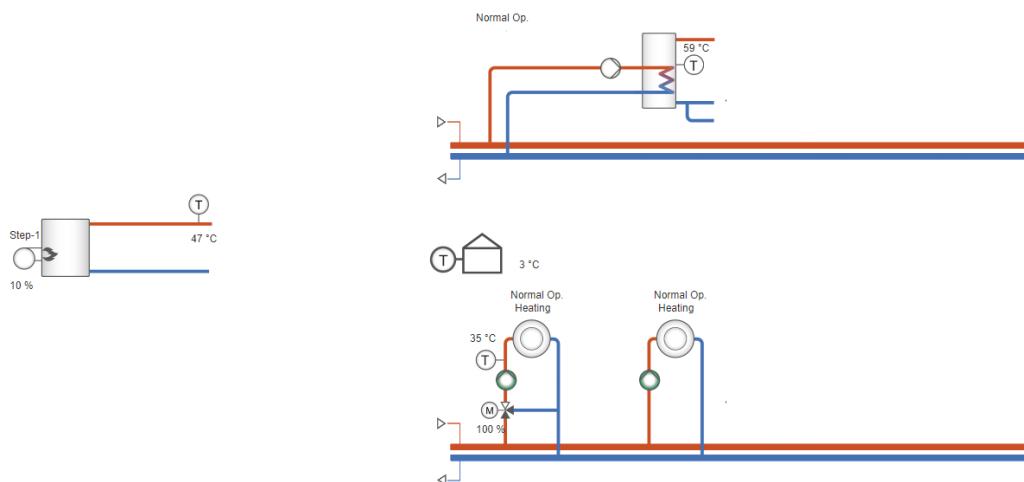 Normal Op.
59 °C
T
T
Step-1
47 °C
10 %
T
3 °C
Normal Op.
Heating
Normal Op.
Heating
35 °C
T
M
100 %